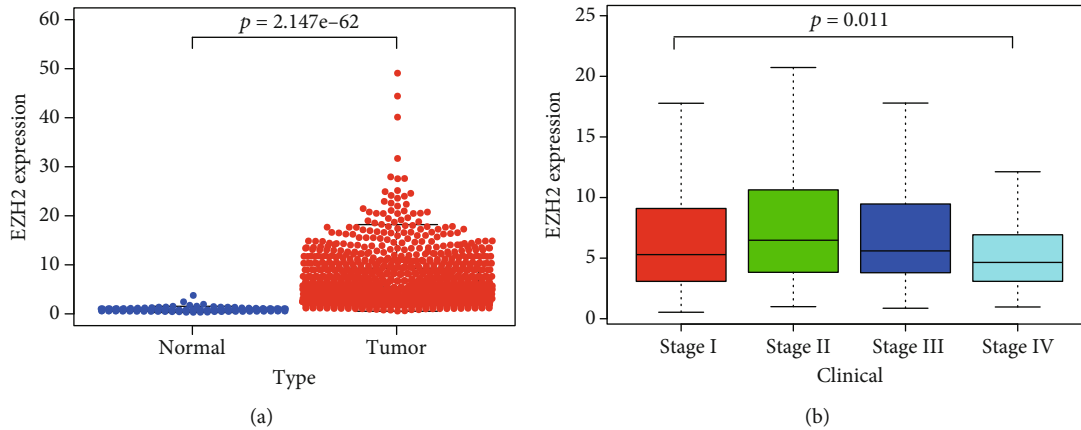 p = 2.147e–62
60
50
40
30
20
10
0
EZH2 expression
Normal
Tumor
Type
(a)
p = 0.011
25
20
15
10
5
0
EZH2 expression
Stage I
Stage II
Stage III
Stage IV
Clinical
(b)